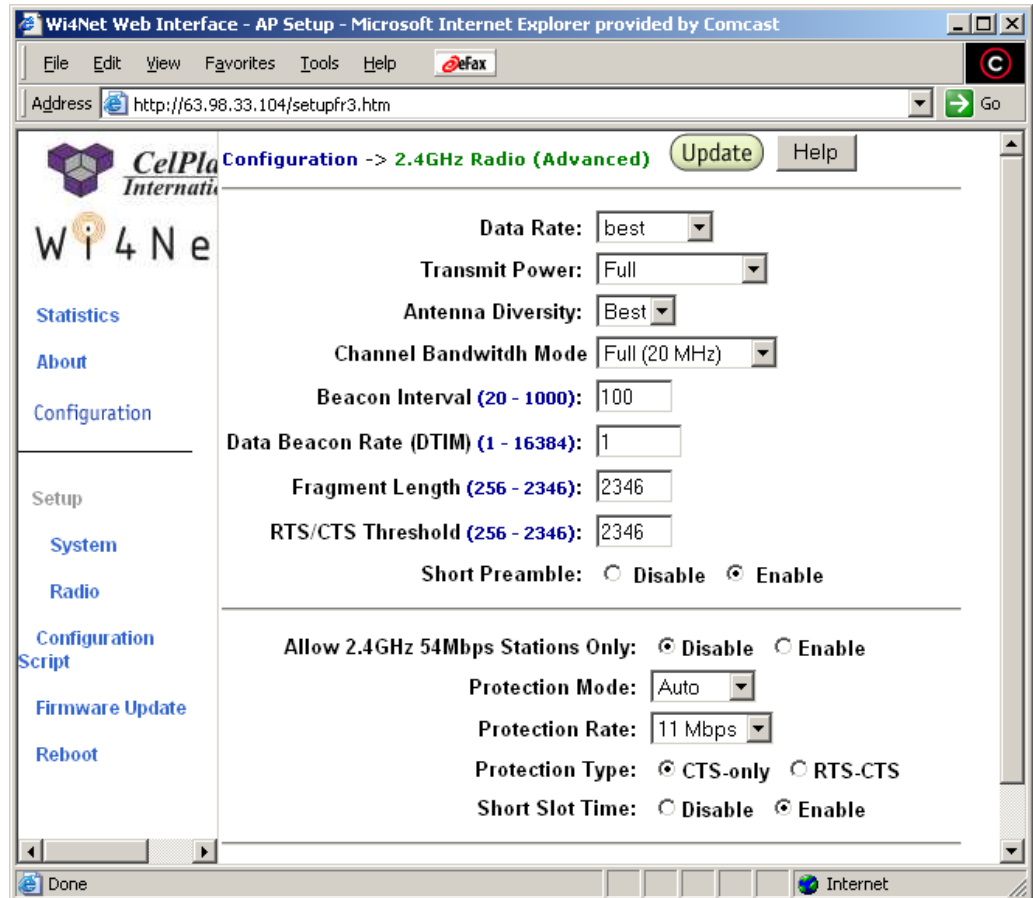 Wi4Net Web Interface - AP Setup - Microsoft Internet Explorer provided by Comcast
File Edit View Favorites Tools Help eFax
Address http://63.98.33.104/setupfr3.htm Go
CelPla
Internatio
Wi4Ne
Statistics
About
Configuration
Setup
System
Radio
Configuration
Script
Firmware Update
Reboot
Configuration -> 2.4GHz Radio (Advanced) Update Help
Data Rate: best
Transmit Power: Full
Antenna Diversity: Best
Channel Bandwitdh Mode Full (20 MHz)
Beacon Interval (20 - 1000): 100
Data Beacon Rate (DTIM) (1 - 16384): 1
Fragment Length (256 - 2346): 2346
RTS/CTS Threshold (256 - 2346): 2346
Short Preamble: Disable Enable
Allow 2.4GHz 54Mbps Stations Only: Disable Enable
Protection Mode: Auto
Protection Rate: 11 Mbps
Protection Type: CTS-only RTS-CTS
Short Slot Time: Disable Enable
Done Internet